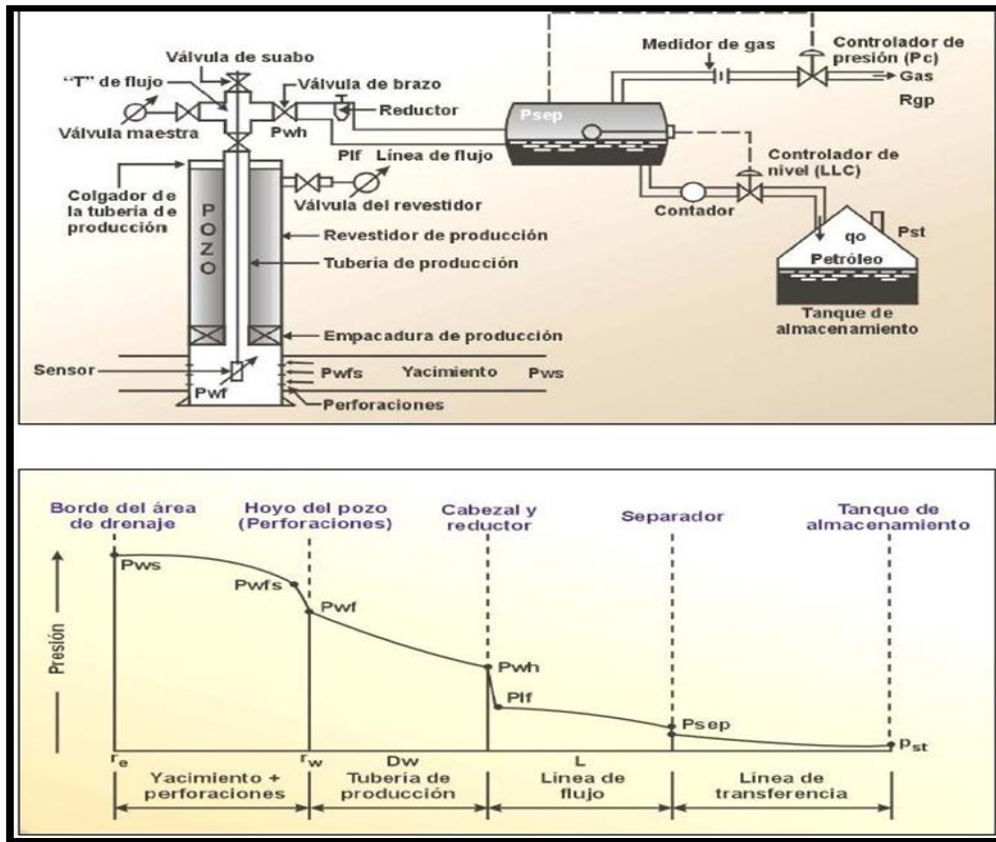 Válvula de suabo
"T" de flujo
Válvula de brazo
Reductor
Válvula maestra
Pwh
Plf Línea de flujo
Medidor de gas
Controlador de
presión (Pc)
Gas
Rgp
Psep
Controlador de
nivel (LLC)
Contador
qo
Pst
Petróleo
Tanque de
almacenamiento
Colgador de
la tubería de
producción
POZO
Válvula del revestidor
Revestidor de producción
Tubería de producción
Empacadura de producción
Sensor
Pwf
Pwfs
Yacimiento
Pws
Perforaciones
Borde del área
de drenaje
Hoyo del pozo
(Perforaciones)
Cabezal y
reductor
Separador
Tanque de
almacenamiento
Presión
Pws
Pwfs
Pwf
Pwh
Plf
Psep
Pst
re
rw
Dw
L
Yacimiento +
perforaciones
Tubería de
producción
Línea de
flujo
Línea de
transferencia